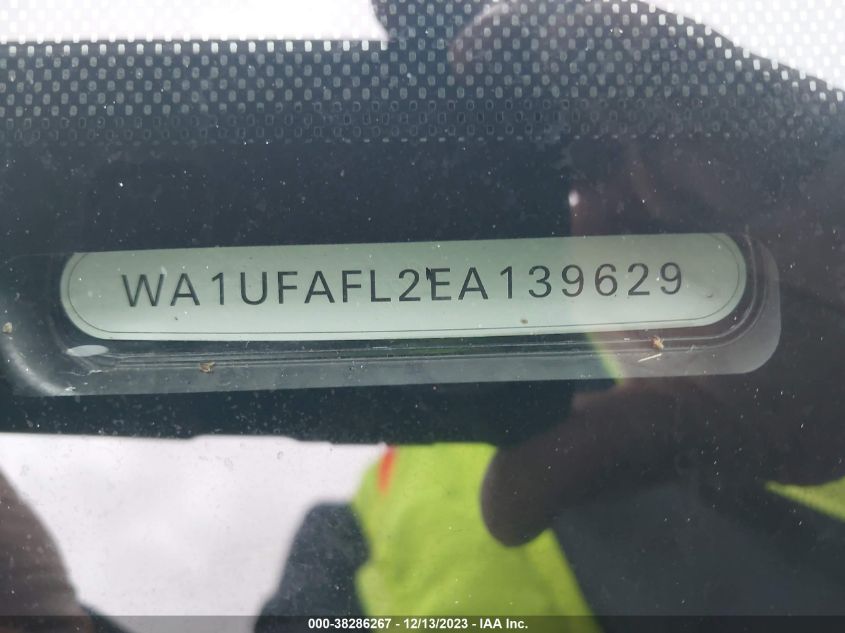 WA1UFAFL2EA139629
000-38286267 - 12/13/2023 - IAA Inc.